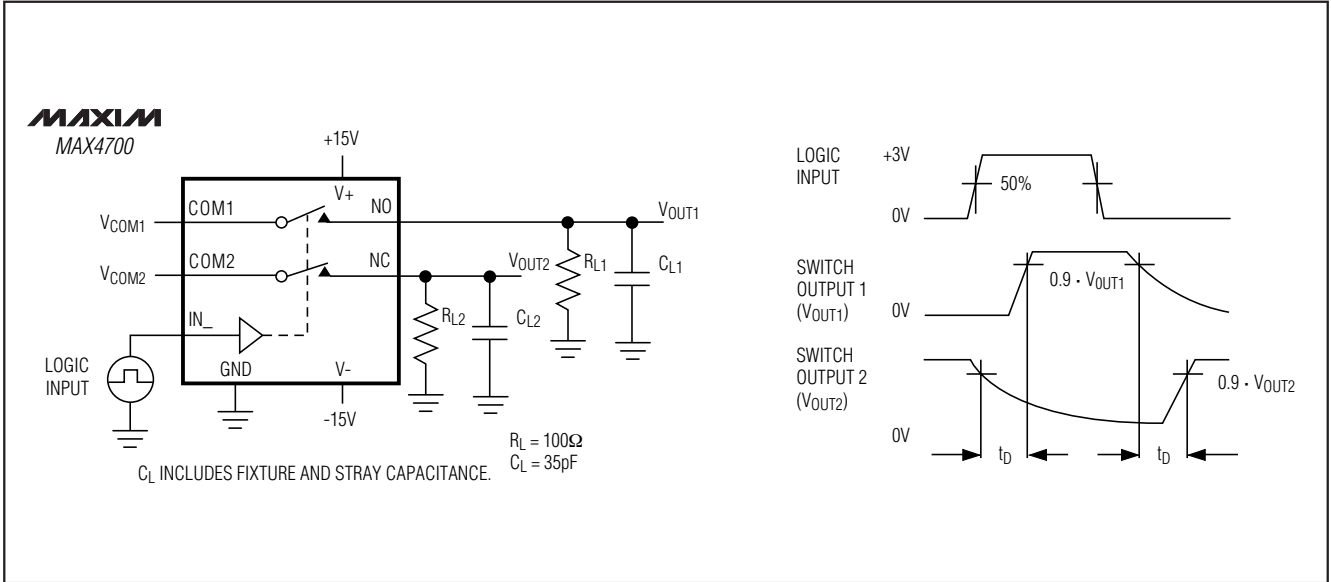 MAXIM
MAX4700
+15V
V+
COM1
NO
VCOM1
VOUT1
COM2
NC
VCOM2
VOUT2
RL1
CL1
RL2
CL2
IN_
LOGIC
INPUT
GND
V-
-15V
RL = 100Ω
CL = 35pF
CL INCLUDES FIXTURE AND STRAY CAPACITANCE.
LOGIC
INPUT
+3V
50%
0V
SWITCH
OUTPUT 1
(VOUT1)
0.9 · VOUT1
0V
SWITCH
OUTPUT 2
(VOUT2)
0.9 · VOUT2
0V
tD
tD